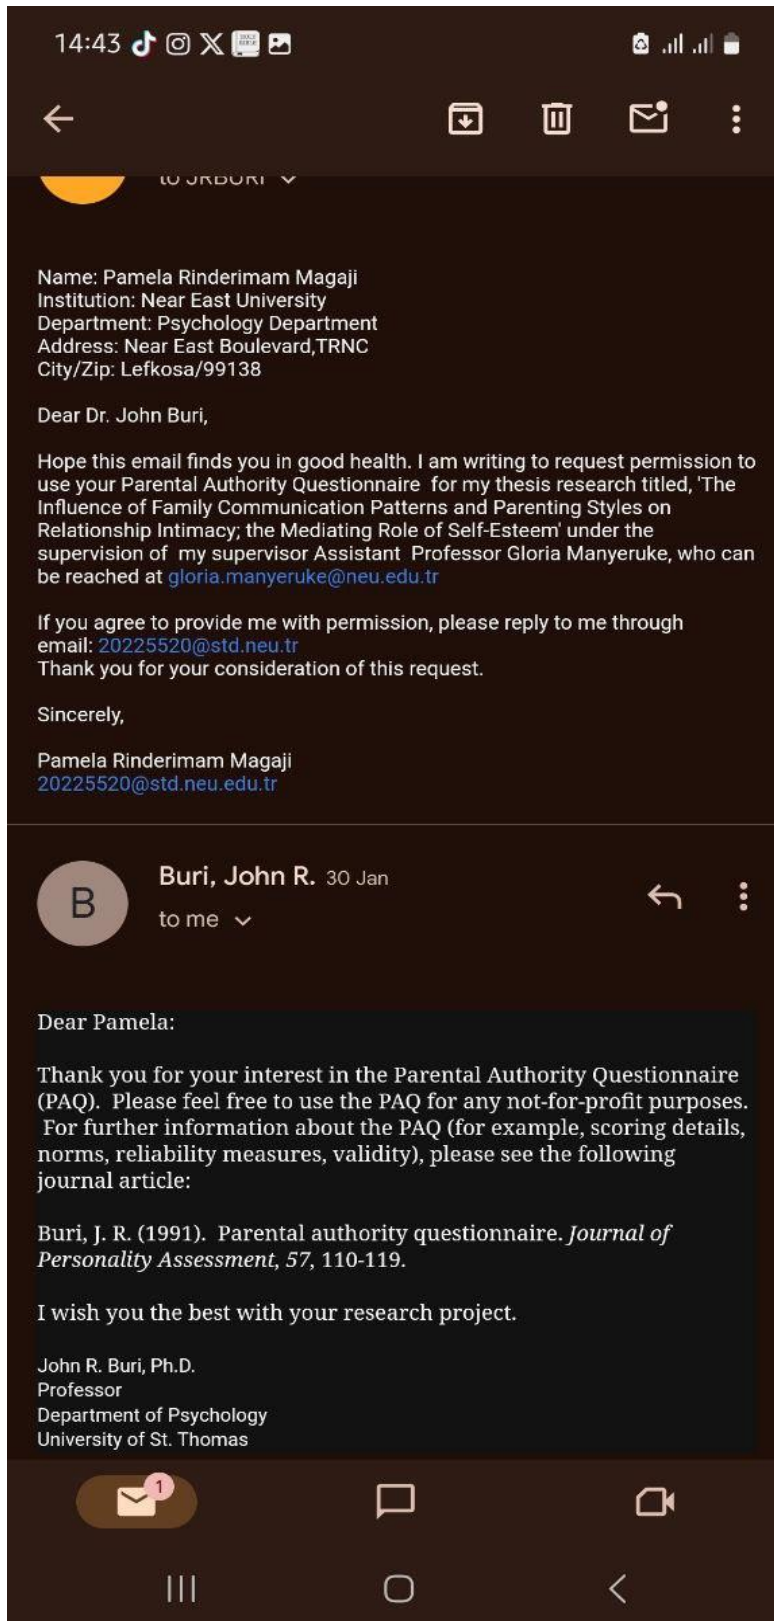 14:43
to JRBURI
Name: Pamela Rinderimam Magaji
Institution: Near East University
Department: Psychology Department
Address: Near East Boulevard,TRNC
City/Zip: Lefkosa/99138
Dear Dr. John Buri,
Hope this email finds you in good health. I am writing to request permission to
use your Parental Authority Questionnaire  for my thesis research titled, 'The
Influence of Family Communication Patterns and Parenting Styles on
Relationship Intimacy; the Mediating Role of Self-Esteem' under the
supervision of  my supervisor Assistant  Professor Gloria Manyeruke, who can
be reached at gloria.manyeruke@neu.edu.tr
If you agree to provide me with permission, please reply to me through
email: 20225520@std.neu.tr
Thank you for your consideration of this request.
Sincerely,
Pamela Rinderimam Magaji
20225520@std.neu.edu.tr
B
Buri, John R. 30 Jan
to me
Dear Pamela:
Thank you for your interest in the Parental Authority Questionnaire
(PAQ).  Please feel free to use the PAQ for any not-for-profit purposes.
For further information about the PAQ (for example, scoring details,
norms, reliability measures, validity), please see the following
journal article:
Buri, J. R. (1991).  Parental authority questionnaire. Journal of
Personality Assessment, 57, 110-119.
I wish you the best with your research project.
John R. Buri, Ph.D.
Professor
Department of Psychology
University of St. Thomas
1